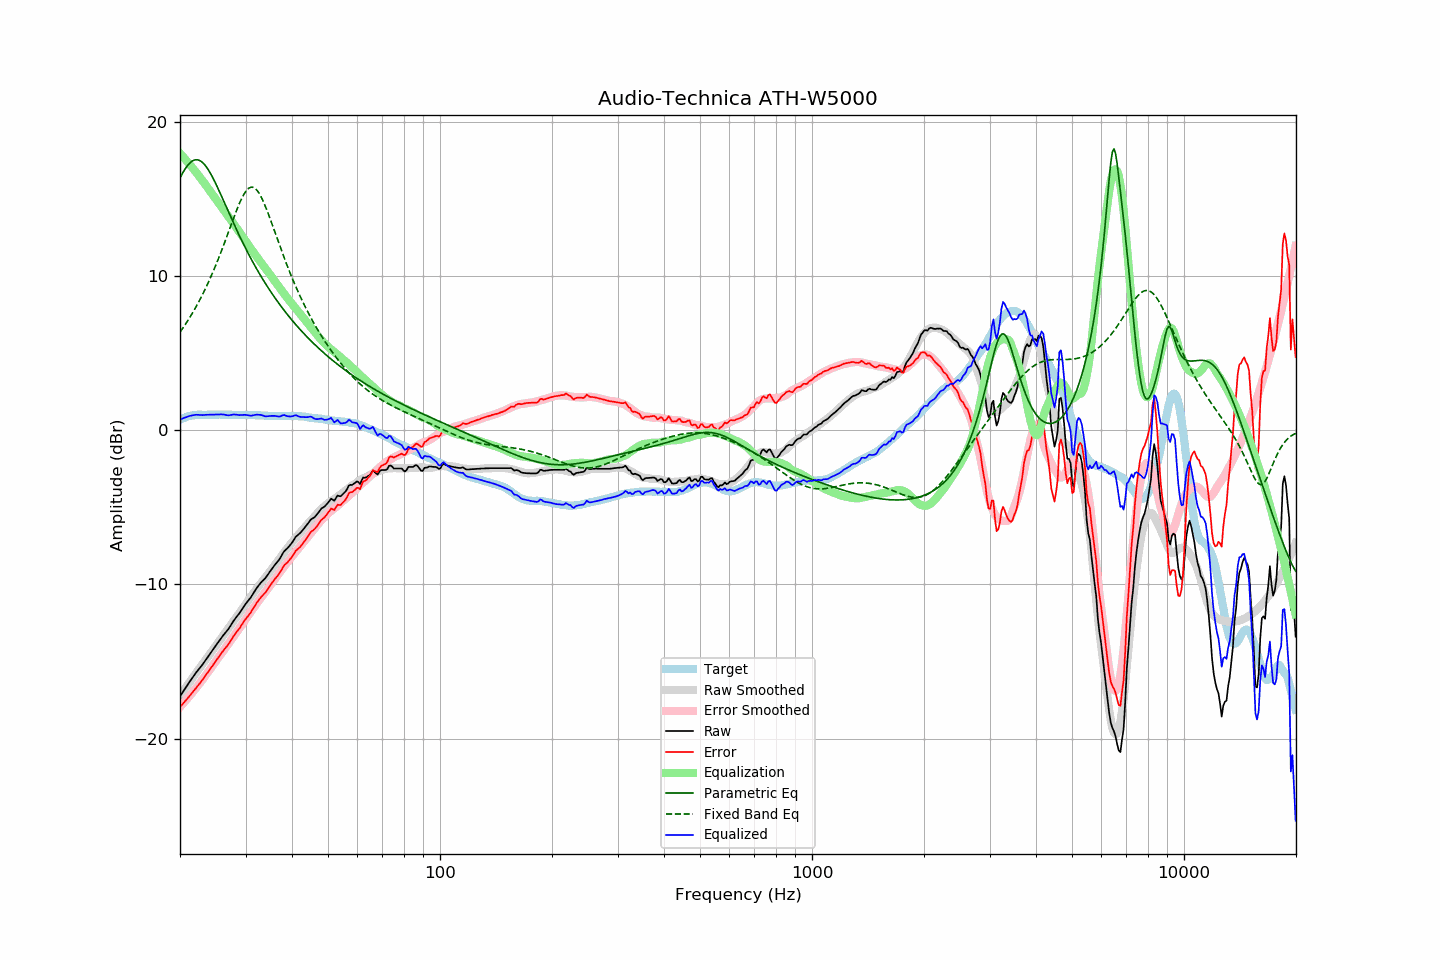 Audio-Technica ATH-W5000
20
10
0
−10
−20
Amplitude (dBr)
Target
Raw Smoothed
Error Smoothed
Raw
Error
Equalization
Parametric Eq
Fixed Band Eq
Equalized
100
1000
10000
Frequency (Hz)